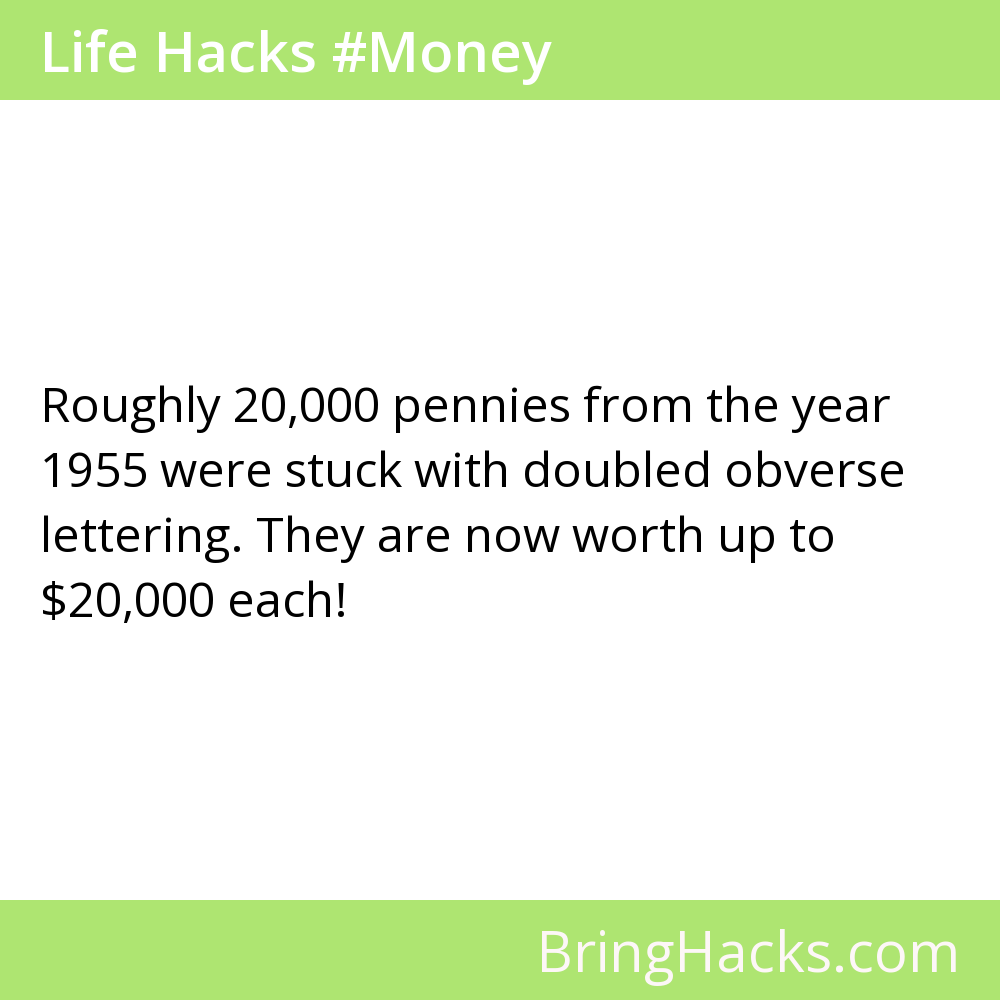 Life Hacks #Money
Roughly 20,000 pennies from the year
1955 were stuck with doubled obverse
lettering. They are now worth up to
$20,000 each!
BringHacks.com